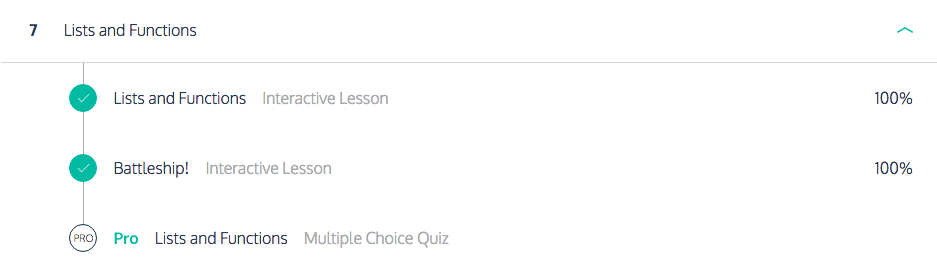 7 Lists and Functions
Lists and Functions Interactive Lesson 100%
Battleship! Interactive Lesson 100%
PRO Pro Lists and Functions Multiple Choice Quiz